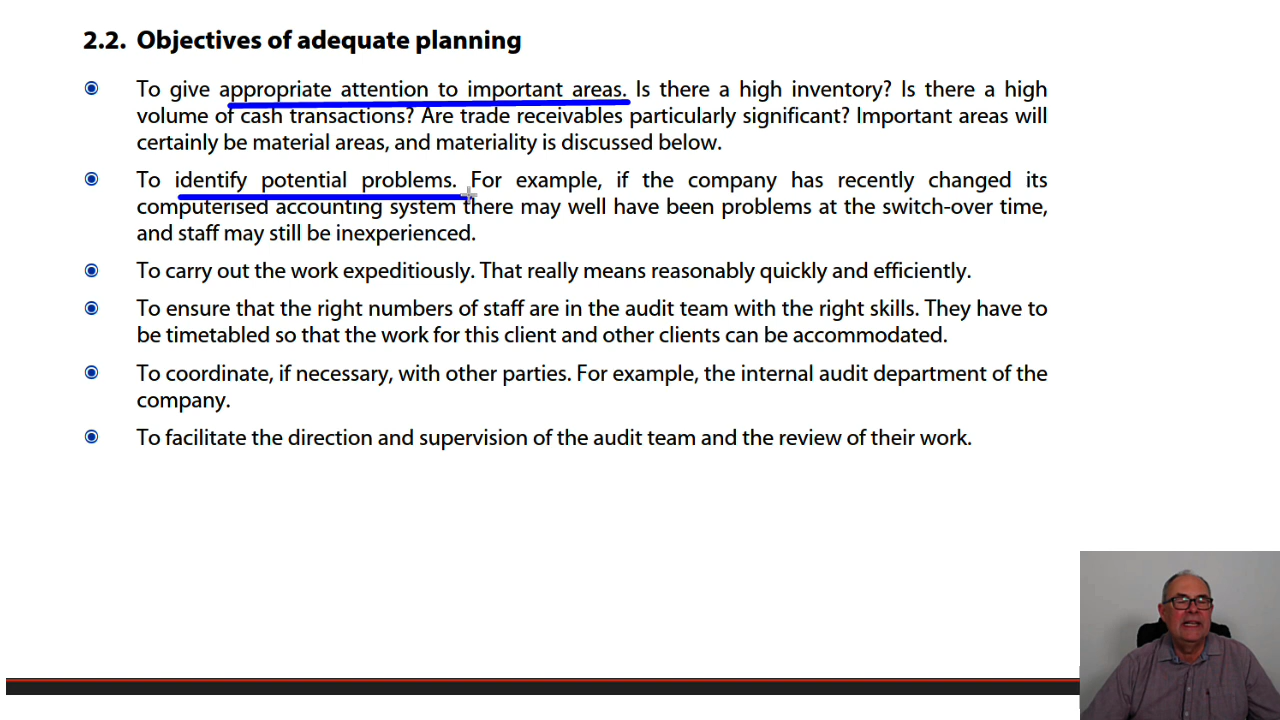 2.2. Objectives of adequate planning
To give appropriate attention to important areas. Is there a high inventory? Is there a high
volume of cash transactions? Are trade receivables particularly significant? Important areas will
certainly be material areas, and materiality is discussed below.
To identify potential problems. For example, if the company has recently changed its
computerised accounting system there may well have been problems at the switch-over time,
and staff may still be inexperienced.
To carry out the work expeditiously. That really means reasonably quickly and efficiently.
To ensure that the right numbers of staff are in the audit team with the right skills. They have to
be timetabled so that the work for this client and other clients can be accommodated.
To coordinate, if necessary, with other parties. For example, the internal audit department of the
company.
To facilitate the direction and supervision of the audit team and the review of their work.